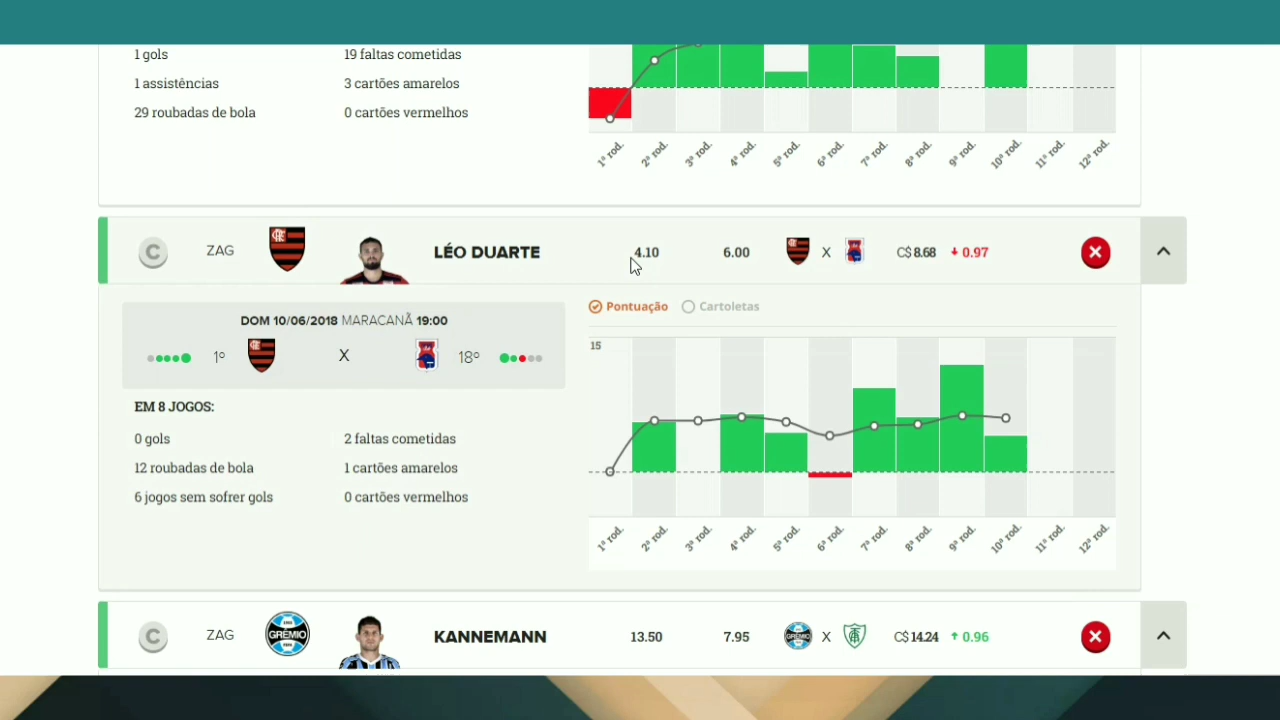 1 gols 19 faltas cometidas
1 assistências 3 cartões amarelos
29 roubadas de bola 0 cartões vermelhos
1ª rod. 2ª rod. 3ª rod. 4ª rod. 5ª rod. 6ª rod. 7ª rod. 8ª rod. 9ª rod. 10ª rod. 11ª rod. 12ª rod.
C ZAG LÉO DUARTE 4.10 6.00 X C$ 8.68 0.97
DOM 10/06/2018 MARACANÃ 19:00
1º X 18º
EM 8 JOGOS:
0 gols 2 faltas cometidas
12 roubadas de bola 1 cartões amarelos
6 jogos sem sofrer gols 0 cartões vermelhos
Pontuação Cartoletas
15
1ª rod. 2ª rod. 3ª rod. 4ª rod. 5ª rod. 6ª rod. 7ª rod. 8ª rod. 9ª rod. 10ª rod. 11ª rod. 12ª rod.
C ZAG GRÊMIO KANNEMANN 13.50 7.95 X C$ 14.24 0.96